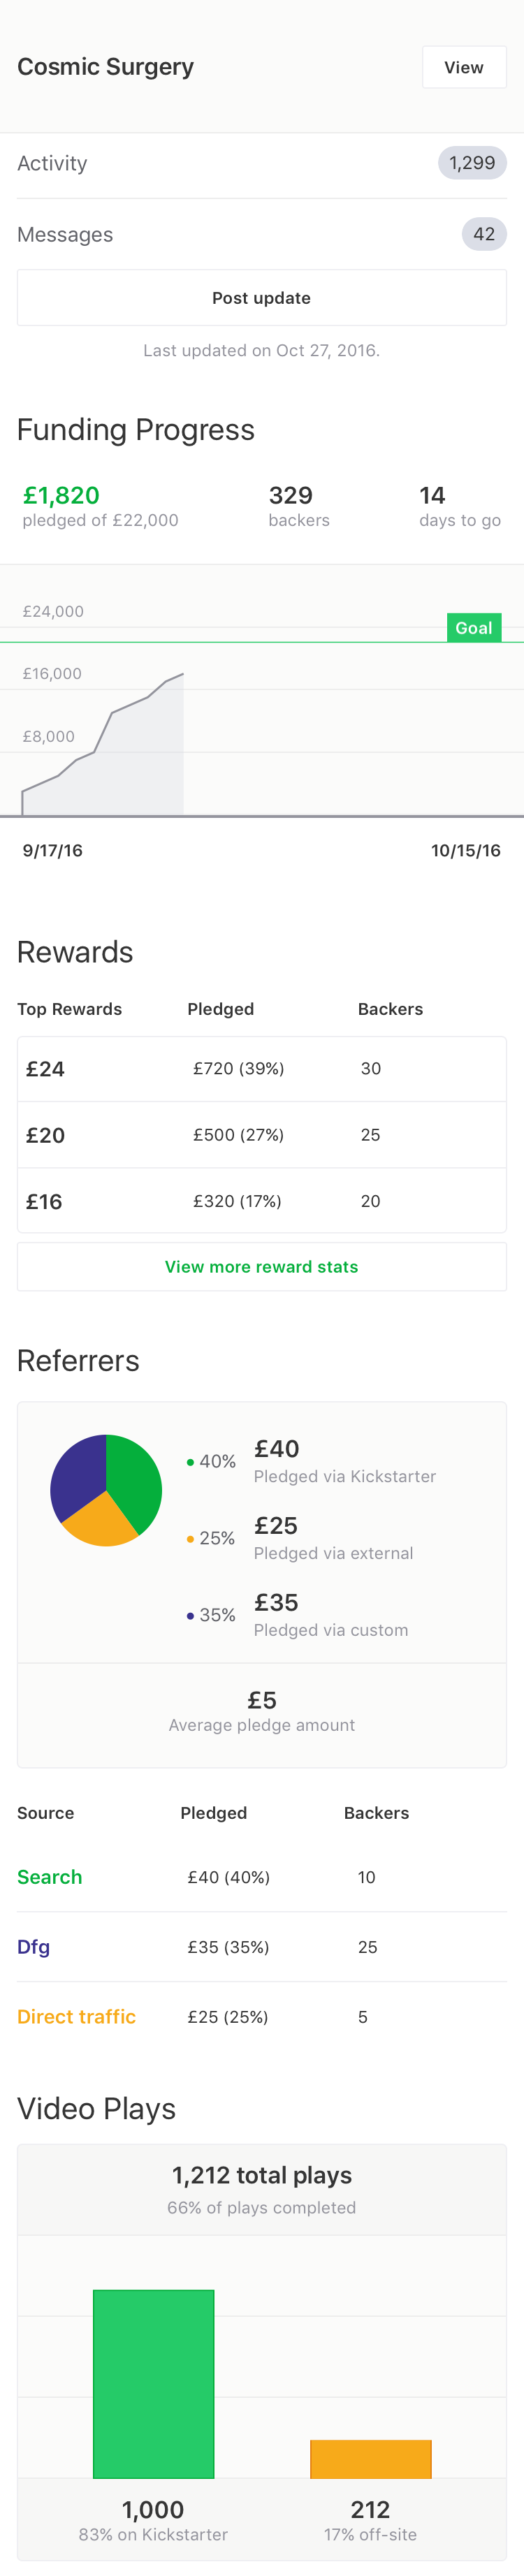 Cosmic Surgery View
Activity 1,299
Messages 42
Post update
Last updated on Oct 27, 2016.
Funding Progress
£1,820 329 14
pledged of £22,000 backers days to go
£24,000
Goal
£16,000
£8,000
9/17/16 10/15/16
Rewards
Top Rewards Pledged Backers
£24 £720 (39%) 30
£20 £500 (27%) 25
£16 £320 (17%) 20
View more reward stats
Referrers
40% £40
Pledged via Kickstarter
25% £25
Pledged via external
35% £35
Pledged via custom
£5
Average pledge amount
Source Pledged Backers
Search £40 (40%) 10
Dfg £35 (35%) 25
Direct traffic £25 (25%) 5
Video Plays
1,212 total plays
66% of plays completed
1,000 212
83% on Kickstarter 17% off-site